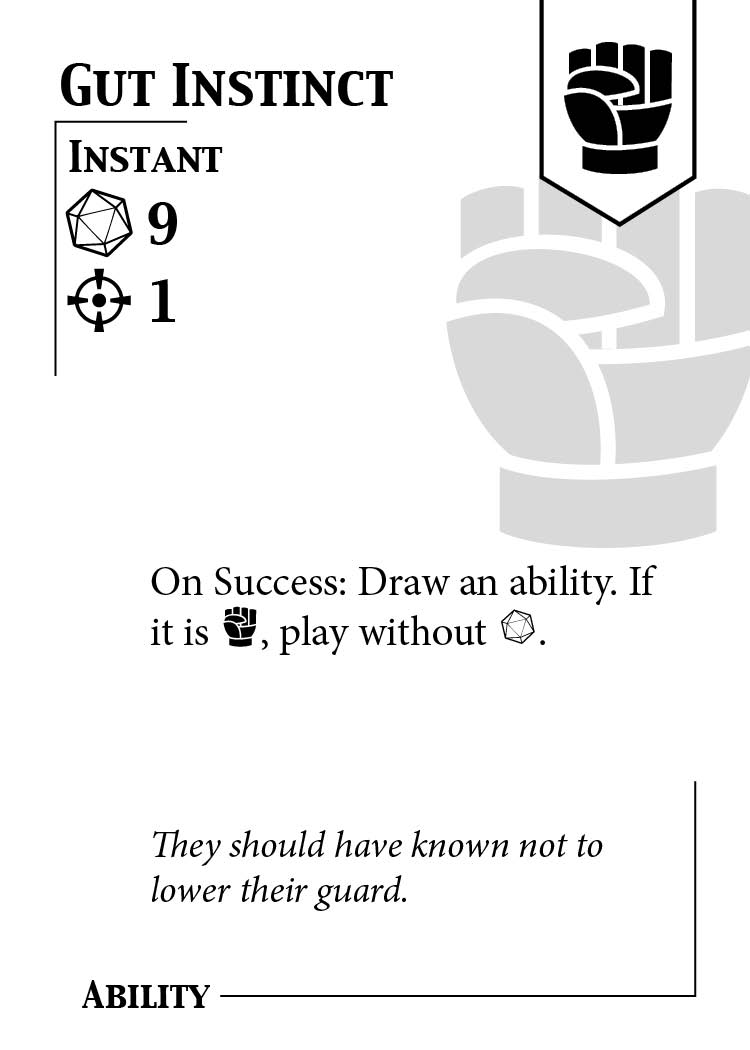 Gut Instinct
Instant
9
1
On Success: Draw an ability. If
it is , play without .
They should have known not to
lower their guard.
Ability